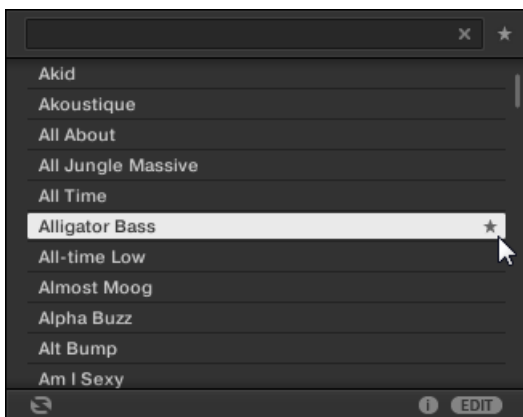 Akid
Akoustique
All About
All Jungle Massive
All Time
Alligator Bass
All-time Low
Almost Moog
Alpha Buzz
Alt Bump
Am I Sexy
i EDIT